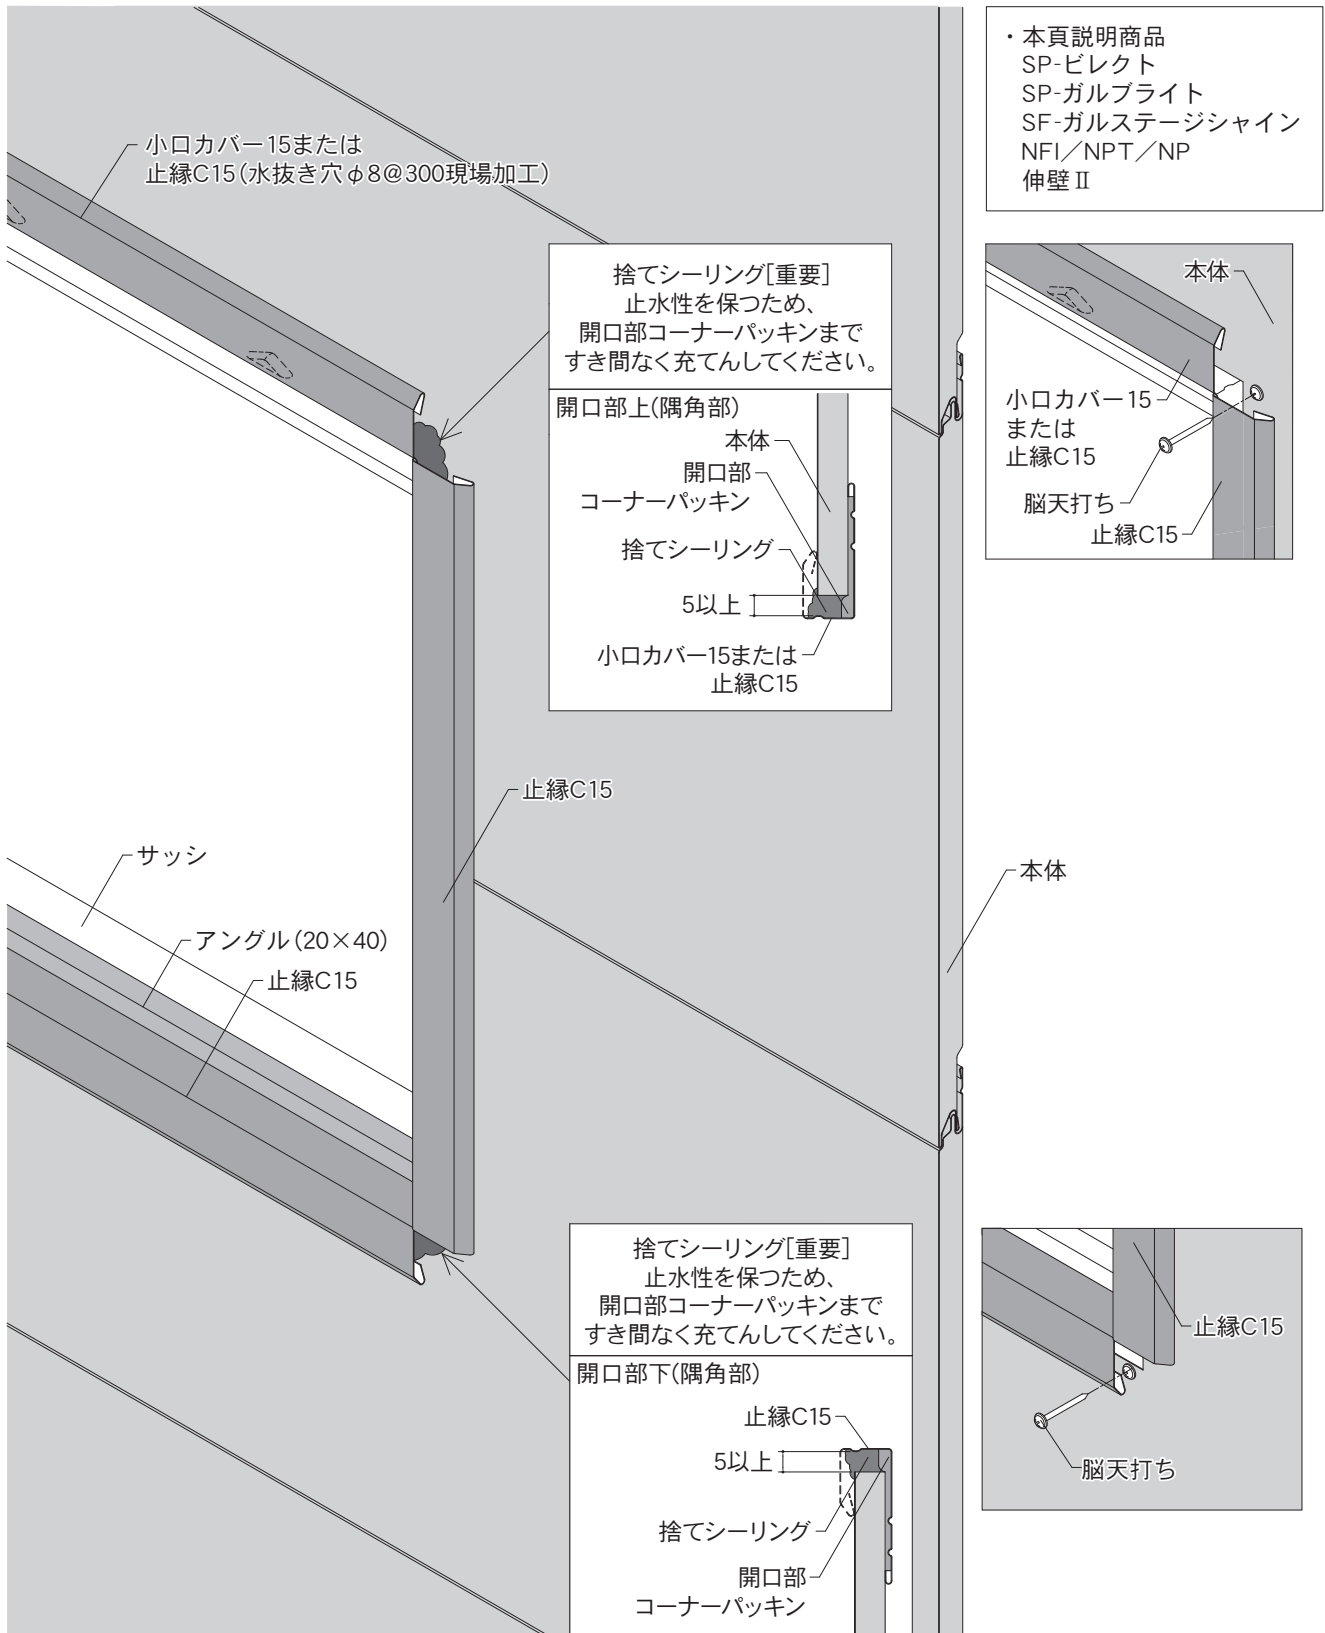 ・本頁説明商品
SP-ビレクト
SP-ガルブライト
SF-ガルステージシャイン
NFI／NPT／NP
伸壁Ⅱ
小口カバー15または
止縁C15(水抜き穴φ8@300現場加工)
捨てシーリング[重要]
止水性を保つため、
開口部コーナーパッキンまで
すき間なく充てんしてください。
開口部上(隅角部)
本体
開口部
コーナーパッキン
捨てシーリング
5以上
小口カバー15または
止縁C15
本体
小口カバー15
または
止縁C15
脳天打ち
止縁C15
止縁C15
サッシ
アングル(20×40)
止縁C15
本体
捨てシーリング[重要]
止水性を保つため、
開口部コーナーパッキンまで
すき間なく充てんしてください。
開口部下(隅角部)
止縁C15
5以上
捨てシーリング
開口部
コーナーパッキン
止縁C15
脳天打ち